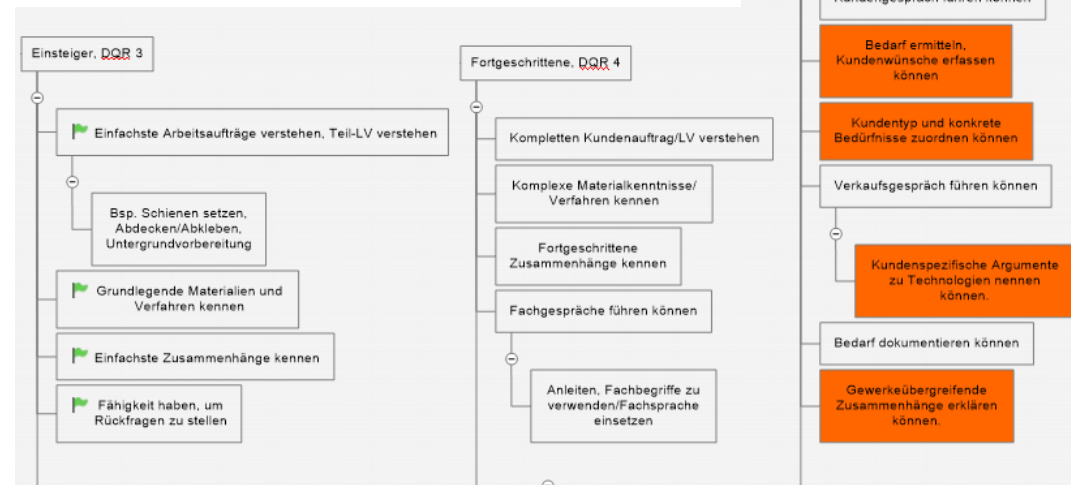 Einsteiger, DQR 3
Einfachste Arbeitsaufträge verstehen, Teil-LV verstehen
Bsp. Schienen setzen,
Abdecken/Abkleben,
Untergrundvorbereitung
Grundlegende Materialien und
Verfahren kennen
Einfachste Zusammenhänge kennen
Fähigkeit haben, um
Rückfragen zu stellen
Fortgeschrittene, DQR 4
Kompletten Kundenauftrag/LV verstehen
Komplexe Materialkenntnisse/
Verfahren kennen
Fortgeschrittene
Zusammenhänge kennen
Fachgespräche führen können
Anleiten, Fachbegriffe zu
verwenden/Fachsprache
einsetzen
Kundengespräch führen können
Bedarf ermitteln,
Kundenwünsche erfassen
können
Kundentyp und konkrete
Bedürfnisse zuordnen können
Verkaufsgespräch führen können
Kundenspezifische Argumente
zu Technologien nennen
können.
Bedarf dokumentieren können
Gewerkeübergreifende
Zusammenhänge erklären
können.